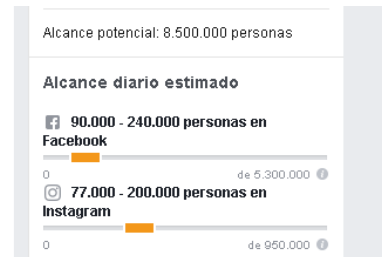 Alcance potencial: 8.500.000 personas
Alcance diario estimado
90.000 - 240.000 personas en
Facebook
0 de 5.300.000
77.000 - 200.000 personas en
Instagram
0 de 950.000